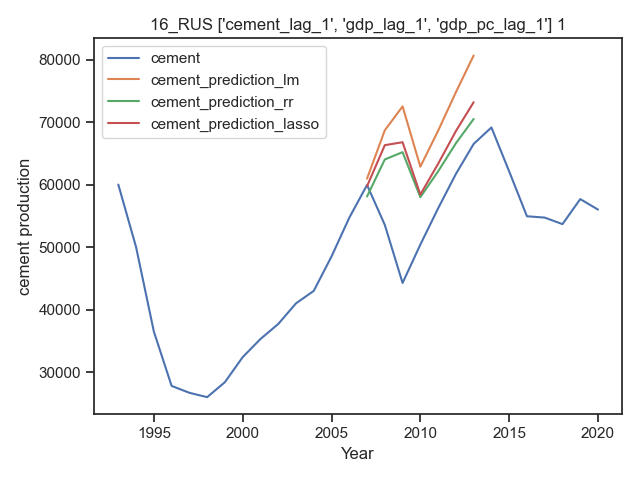 16_RUS ['cement_lag_1', 'gdp_lag_1', 'gdp_pc_lag_1'] 1
cement
cement_prediction_lm
cement_prediction_rr
cement_prediction_lasso
cement production
80000
70000
60000
50000
40000
30000
1995
2000
2005
2010
2015
2020
Year